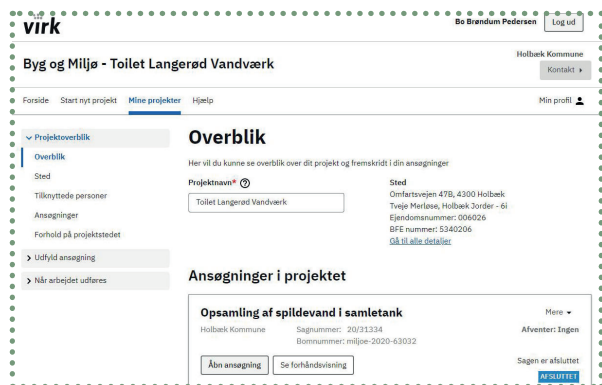 virk
Bo Brøndum Pedersen
Log ud
Byg og Miljø - Toilet Langerød Vandværk
Holbæk Kommune
Kontakt
Forside Start nyt projekt Mine projekter Hjælp
Min profil
Projektoverblik
Overblik
Sted
Tilknyttede personer
Ansøgninger
Forhold på projektstedet
Udfyld ansøgning
Når arbejdet udføres
Overblik
Her vil du kunne se overblik over dit projekt og fremskridt i din ansøgninger
Projektnavn* ?
Toilet Langerød Vandværk
Sted
Omfartsvejen 47B, 4300 Holbæk
Tveje Merløse, Holbæk Jorder - 6i
Ejendomsnummer: 006026
BFE nummer: 5340206
Gå til alle detaljer
Ansøgninger i projektet
Opsamling af spildevand i samletank
Mere
Holbæk Kommune
Sagnummer: 20/31334
Bomnummer: miljoe-2020-63032
Afventer: Ingen
Åbn ansøgning
Se forhåndsvisning
Sagen er afsluttet
AFSLUTTET